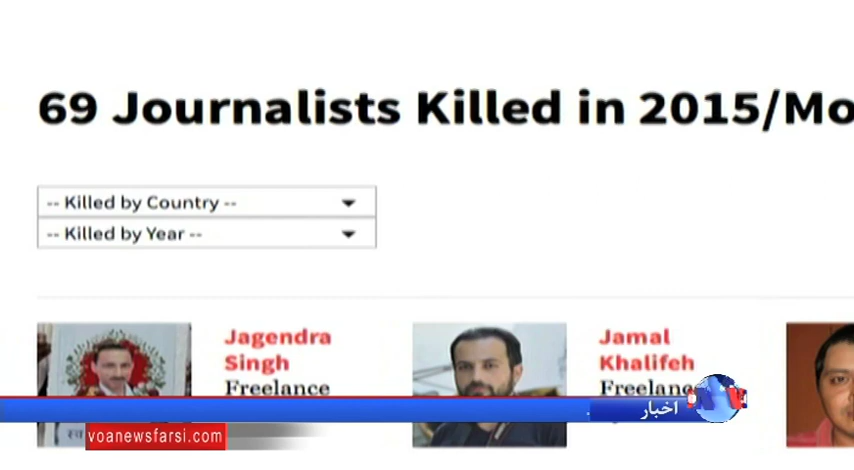 69 Journalists Killed in 2015/Mo
-- Killed by Country --
-- Killed by Year --
Jagendra
Singh
Freelance
Jamal
Khalifeh
Freelanc
اخبار
voanewsfarsi.com